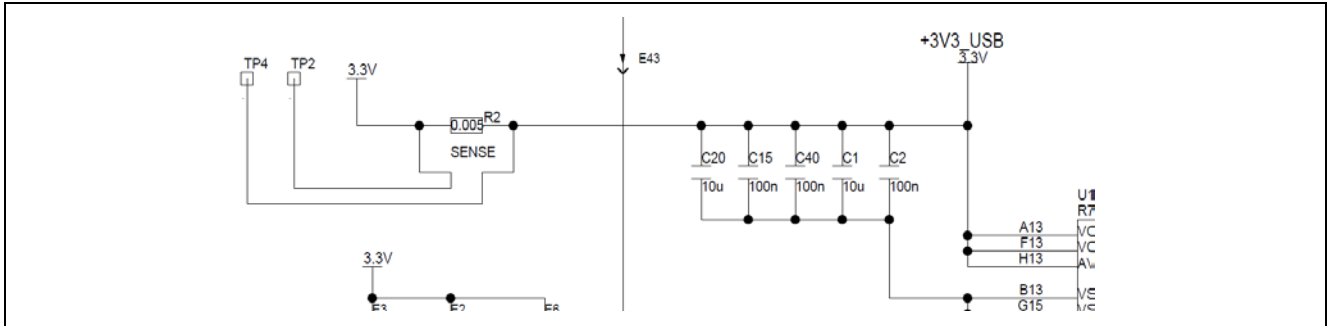 +3V3_USB
3.3V
E43
TP4
TP2
3.3V
0.005
R2
SENSE
C20
C15
C40
C1
C2
10u
100n
100n
10u
100n
A13
F13
H13
3.3V
B13
G15